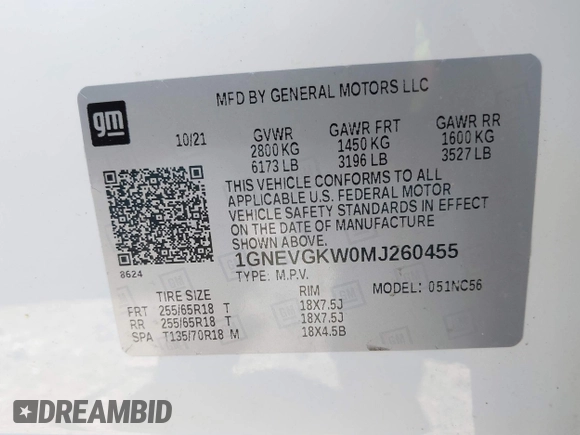 gm
MFD BY GENERAL MOTORS LLC
10/21 GVWR GAWR FRT GAWR RR
2800 KG 1450 KG 1600 KG
6173 LB 3196 LB 3527 LB
THIS VEHICLE CONFORMS TO ALL
APPLICABLE U.S. FEDERAL MOTOR
VEHICLE SAFETY STANDARDS IN EFFECT
ON THE DATE OF MANUFACTURE
SHOWN ABOVE.
8624
1GNEVGKW0MJ260455
TYPE: M.P.V. MODEL: 051NC56
TIRE SIZE RIM
FRT 255/65R18 T 18X7.5J
RR 255/65R18 T 18X7.5J
SPA T135/70R18 M 18X4.5B
DREAMBID